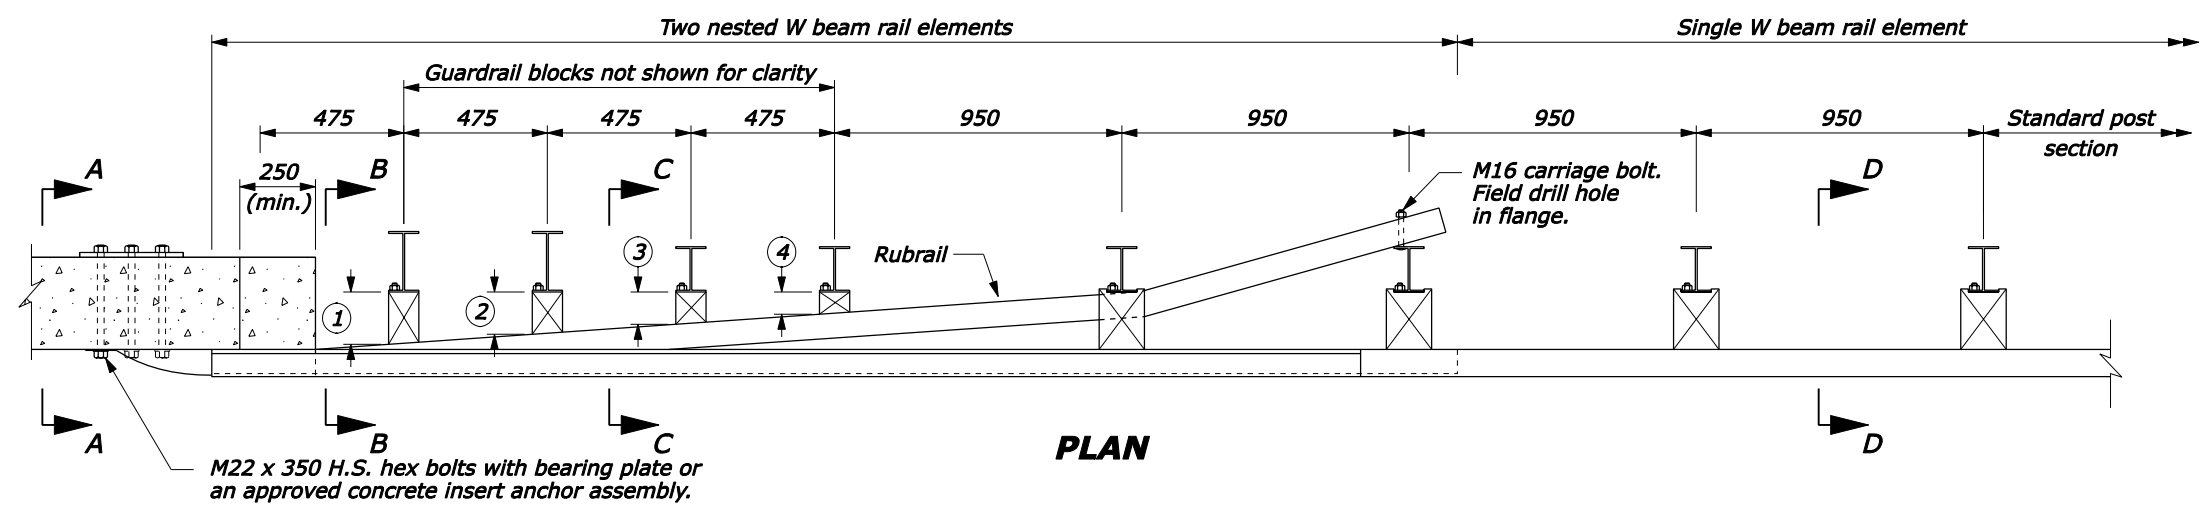 Two nested W beam rail elements
Single W beam rail element
Guardrail blocks not shown for clarity
475
475
475
475
950
950
950
950
Standard post
section
A
250
(min.)
B
C
M16 carriage bolt.
Field drill hole
in flange.
D
1
2
3
4
Rubrail
A
B
C
D
PLAN
M22 x 350 H.S. hex bolts with bearing plate or
an approved concrete insert anchor assembly.